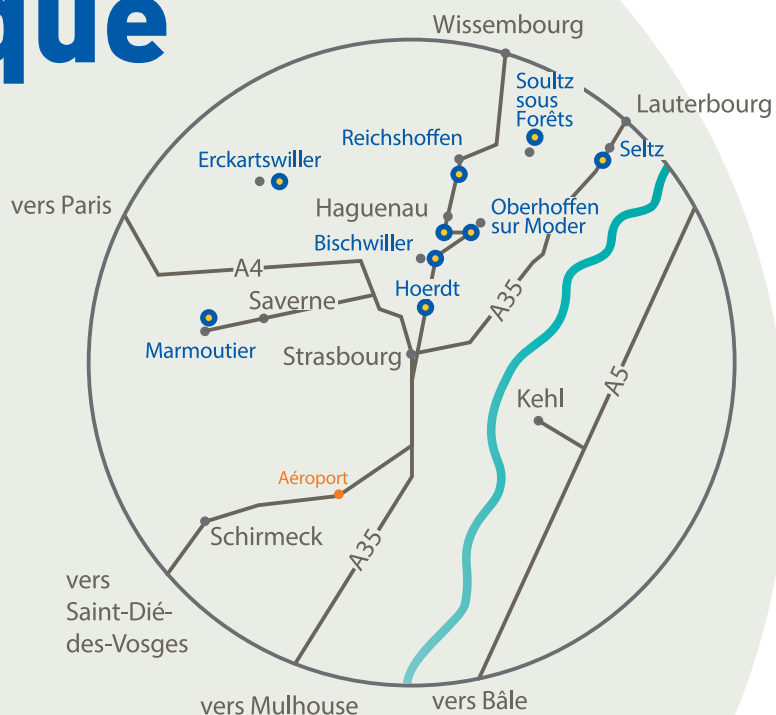 que
Wissembourg
Soultz
sous
Forêts
Lauterbourg
Reichshoffen
Seltz
Erckartswiller
vers Paris
Haguenau
Oberhoffen
sur Moder
Bischwiller
A4
Hoerdt
Saverne
A35
Marmoutier
Strasbourg
A5
Kehl
Aéroport
Schirmeck
A35
vers
Saint-Dié-
des-Vosges
vers Mulhouse
vers Bâle